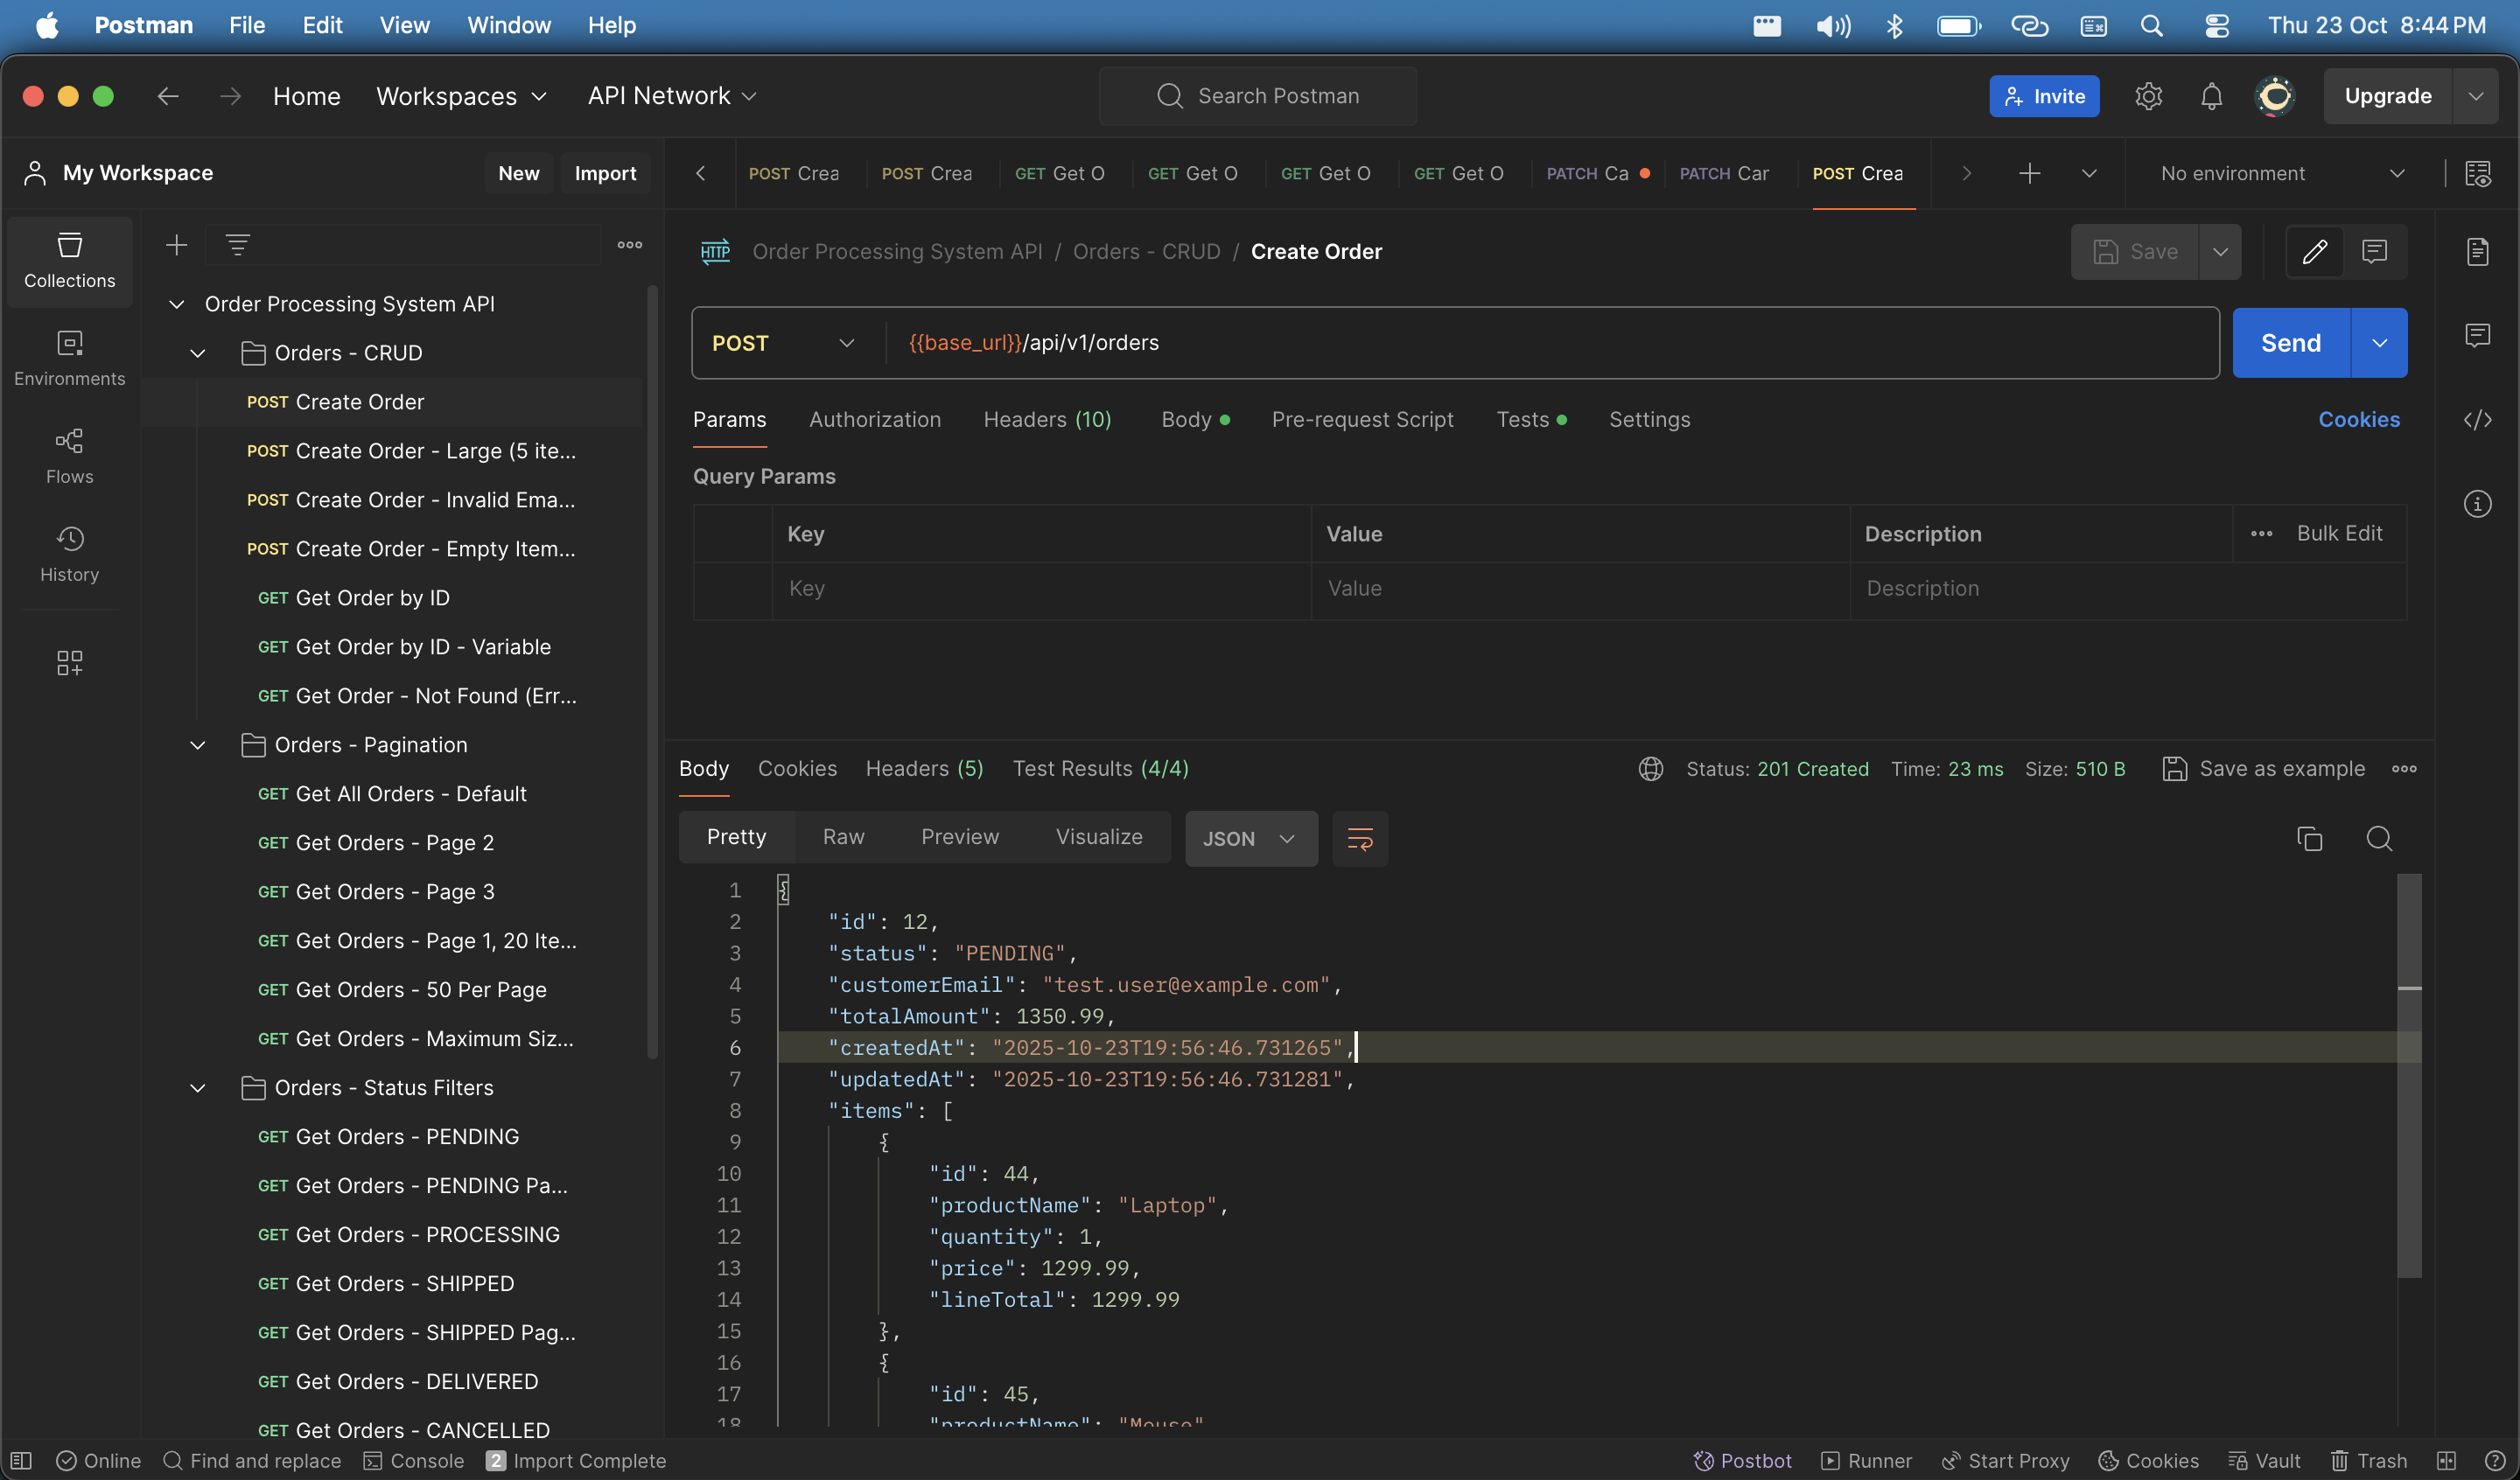 Postman File Edit View Window Help Thu 23 Oct 8:44 PM
Home Workspaces API Network Search Postman Invite Upgrade
My Workspace New Import
POST Crea POST Crea GET Get O GET Get O GET Get O GET Get O PATCH Ca PATCH Car POST Crea No environment
Collections
Environments
Flows
History
Order Processing System API
Orders - CRUD
POST Create Order
POST Create Order - Large (5 ite...
POST Create Order - Invalid Ema...
POST Create Order - Empty Item...
GET Get Order by ID
GET Get Order by ID - Variable
GET Get Order - Not Found (Err...
Orders - Pagination
GET Get All Orders - Default
GET Get Orders - Page 2
GET Get Orders - Page 3
GET Get Orders - Page 1, 20 Ite...
GET Get Orders - 50 Per Page
GET Get Orders - Maximum Siz...
Orders - Status Filters
GET Get Orders - PENDING
GET Get Orders - PENDING Pa...
GET Get Orders - PROCESSING
GET Get Orders - SHIPPED
GET Get Orders - SHIPPED Pag...
GET Get Orders - DELIVERED
GET Get Orders - CANCELLED
HTTP Order Processing System API / Orders - CRUD / Create Order Save
POST {{base_url}}/api/v1/orders Send
Params Authorization Headers (10) Body Pre-request Script Tests Settings Cookies
Query Params
Key Value Description Bulk Edit
Key Value Description
Body Cookies Headers (5) Test Results (4/4) Status: 201 Created Time: 23 ms Size: 510 B Save as example
Pretty Raw Preview Visualize JSON
1 {
2 "id": 12,
3 "status": "PENDING",
4 "customerEmail": "test.user@example.com",
5 "totalAmount": 1350.99,
6 "createdAt": "2025-10-23T19:56:46.731265",
7 "updatedAt": "2025-10-23T19:56:46.731281",
8 "items": [
9 {
10 "id": 44,
11 "productName": "Laptop",
12 "quantity": 1,
13 "price": 1299.99,
14 "lineTotal": 1299.99
15 },
16 {
17 "id": 45,
18 "productName": "Mouse"
Online Find and replace Console 2 Import Complete Postbot Runner Start Proxy Cookies Vault Trash